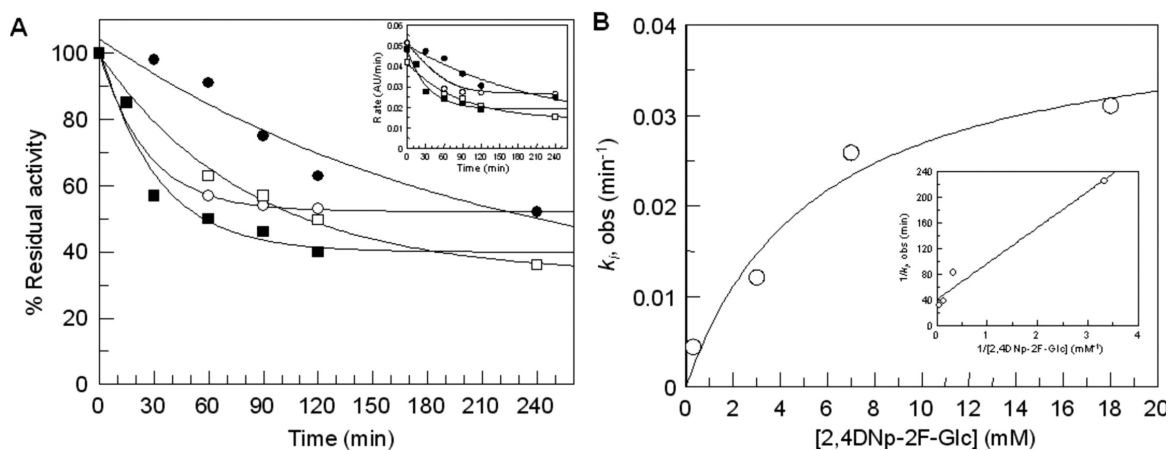 A
% Residual activity
100
80
60
40
20
0
0 30 60 90 120 150 180 210 240
Time (min)
Rate (AU/min)
0.06
0.05
0.04
0.03
0.02
0.01
0.00
0 30 60 90 120 150 180 210 240
Time (min)
B
ki, obs (min-1)
0.04
0.03
0.02
0.01
0
0 2 4 6 8 10 12 14 16 18 20
[2,4DNp-2F-Glc] (mM)
1/ki, obs (min)
240
200
160
120
80
40
0
0 1 2 3 4
1/[2,4DNp-2F-Glc] (mM-1)